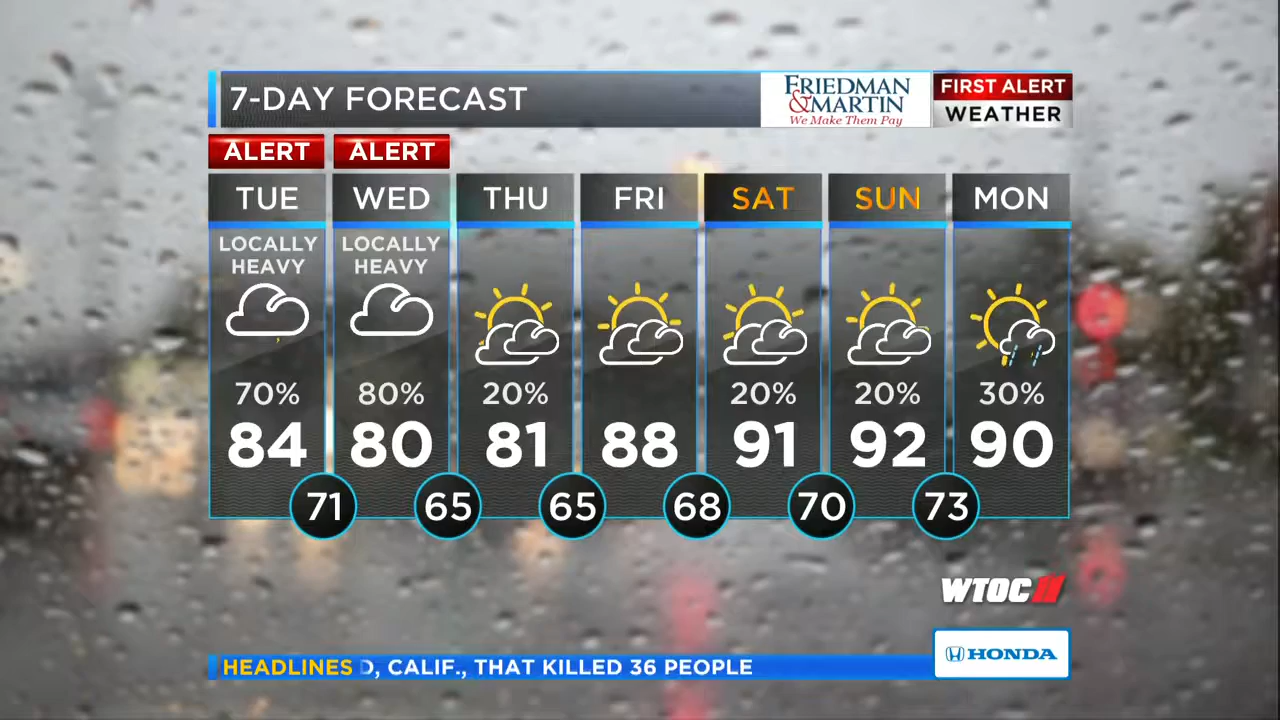 7-DAY FORECAST
FRIEDMAN
&MARTIN
We Make Them Pay
FIRST ALERT
WEATHER
ALERT ALERT
TUE WED THU FRI SAT SUN MON
LOCALLY LOCALLY
HEAVY HEAVY
70% 80% 20% 20% 20% 30%
84 80 81 88 91 92 90
71 65 65 68 70 73
WTOC 11
HEADLINES , CALIF., THAT KILLED 36 PEOPLE
HONDA